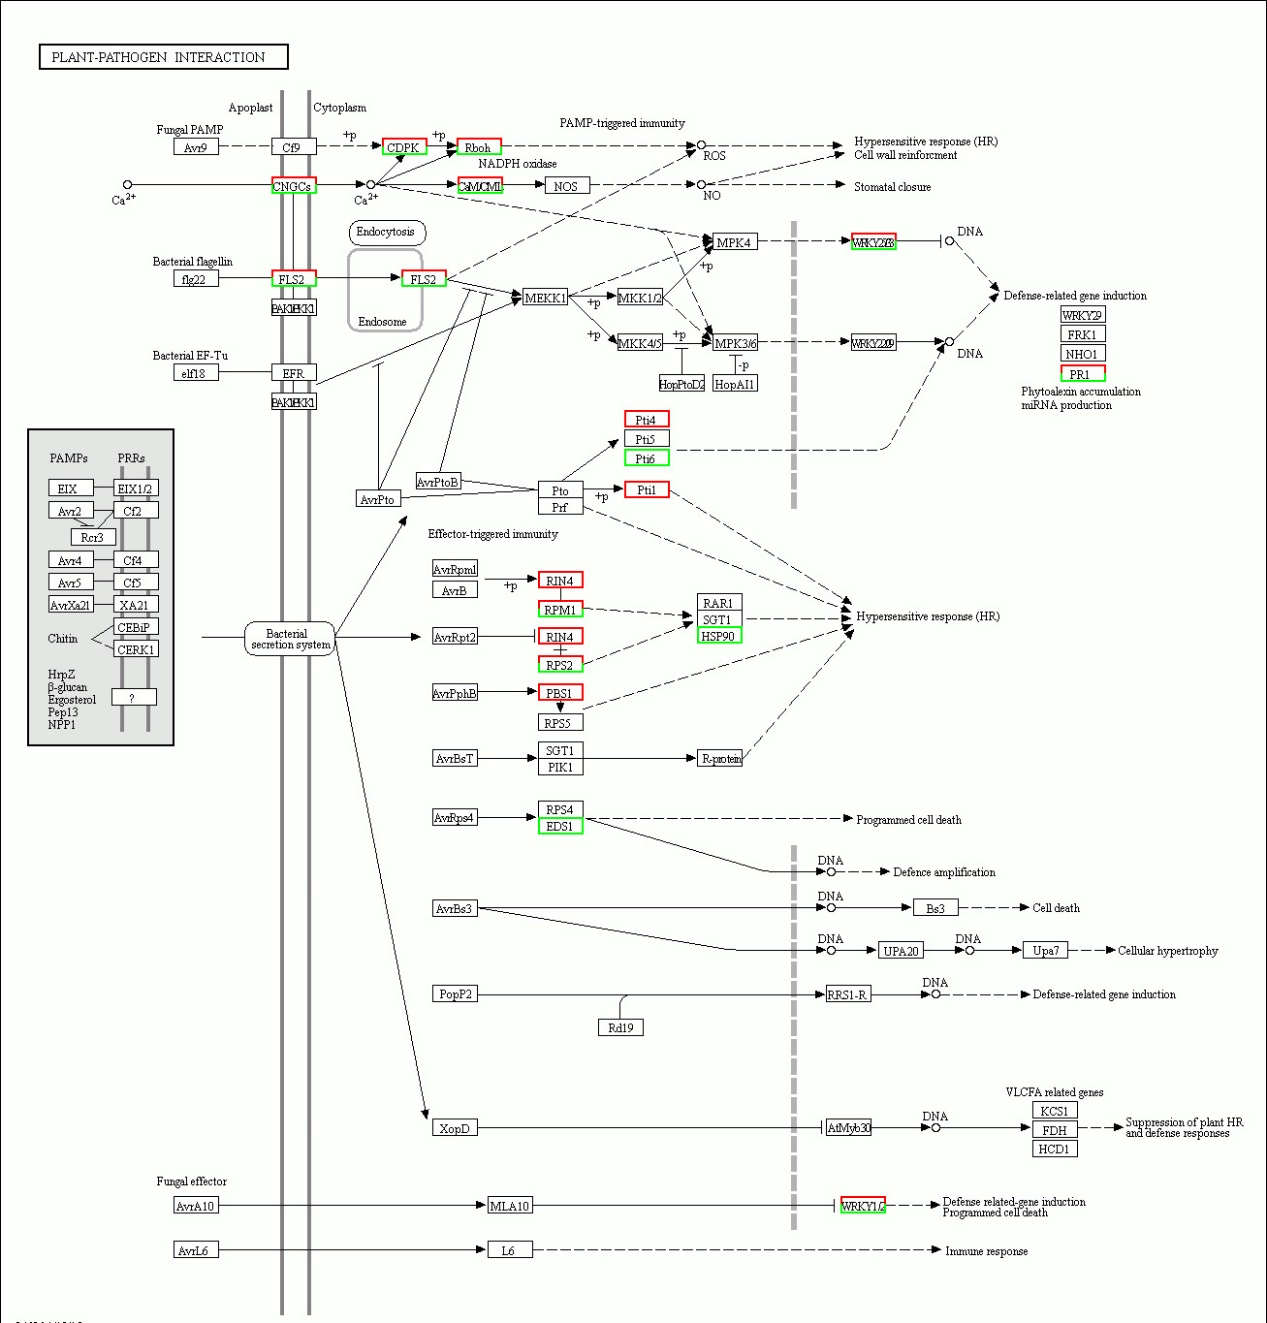 PLANT-PATHOGEN INTERACTION
Apoplast
Cytoplasm
Fungal PAMP
Avr9
Cf9
+p
CDPK
+p
Rboh
NADPH oxidase
PAMP-triggered immunity
ROS
Hypersensitive response (HR)
Cell wall reinforcment
Ca2+
CNGCs
Ca2+
CaM/CML
NOS
NO
Stomatal closure
Endocytosis
MPK4
DNA
Bacterial flagellin
flg22
FLS2
FLS2
Endosome
MEKK1
+p
MKK1/2
+p
+p
MKK4/5
+p
MPK3/6
-p
HopPtoD2
HopAI1
DNA
Defense-related gene induction
WRKY29
FRK1
NHO1
PR1
Phytoalexin accumulation
miRNA production
Bacterial EF-Tu
elf18
EFR
Pti4
Pti5
Pti6
AvrPto
AvrPtoB
Pto
Prf
+p
Pti1
PAMPs
PRRs
EIX
EIX1/2
Avr2
Cf2
Rcr3
Avr4
Cf4
Avr5
Cf5
AvrXa21
XA21
Chitin
CEBiP
CERK1
HrpZ
β-glucan
Ergosterol
Pep13
NPP1
?
Bacterial
secretion system
Effector-triggered immunity
AvrRpm1
AvrB
+p
RIN4
RPM1
AvrRpt2
RIN4
RPS2
RAR1
SGT1
HSP90
Hypersensitive response (HR)
AvrPphB
PBS1
RPS5
AvrBsT
SGT1
PIK1
R-protein
AvrRps4
RPS4
EDS1
Programmed cell death
DNA
Defence amplification
AvrBs3
DNA
Bs3
Cell death
DNA
UPA20
DNA
Upa7
Cellular hypertrophy
PopP2
Rd19
RRS1-R
DNA
Defense-related gene induction
XopD
AtMyb30
DNA
VLCFA related genes
KCS1
FDH
HCD1
Suppression of plant HR
and defense responses
Fungal effector
AvrA10
MLA10
WRKY1/2
Defense related-gene induction
Programmed cell death
AvrL6
L6
Immune response